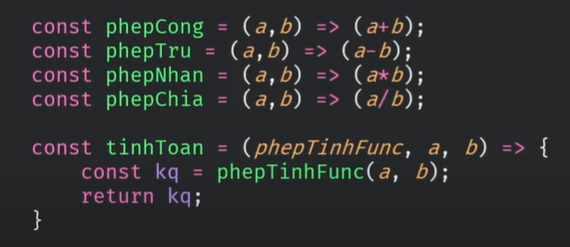 const phepCong = (a,b) => (a+b);
const phepTru = (a,b) => (a-b);
const phepNhan = (a,b) => (a*b);
const phepChia = (a,b) => (a/b);
const tinhToan = (phepTinhFunc, a, b) => {
const kq = phepTinhFunc(a, b);
return kq;
}